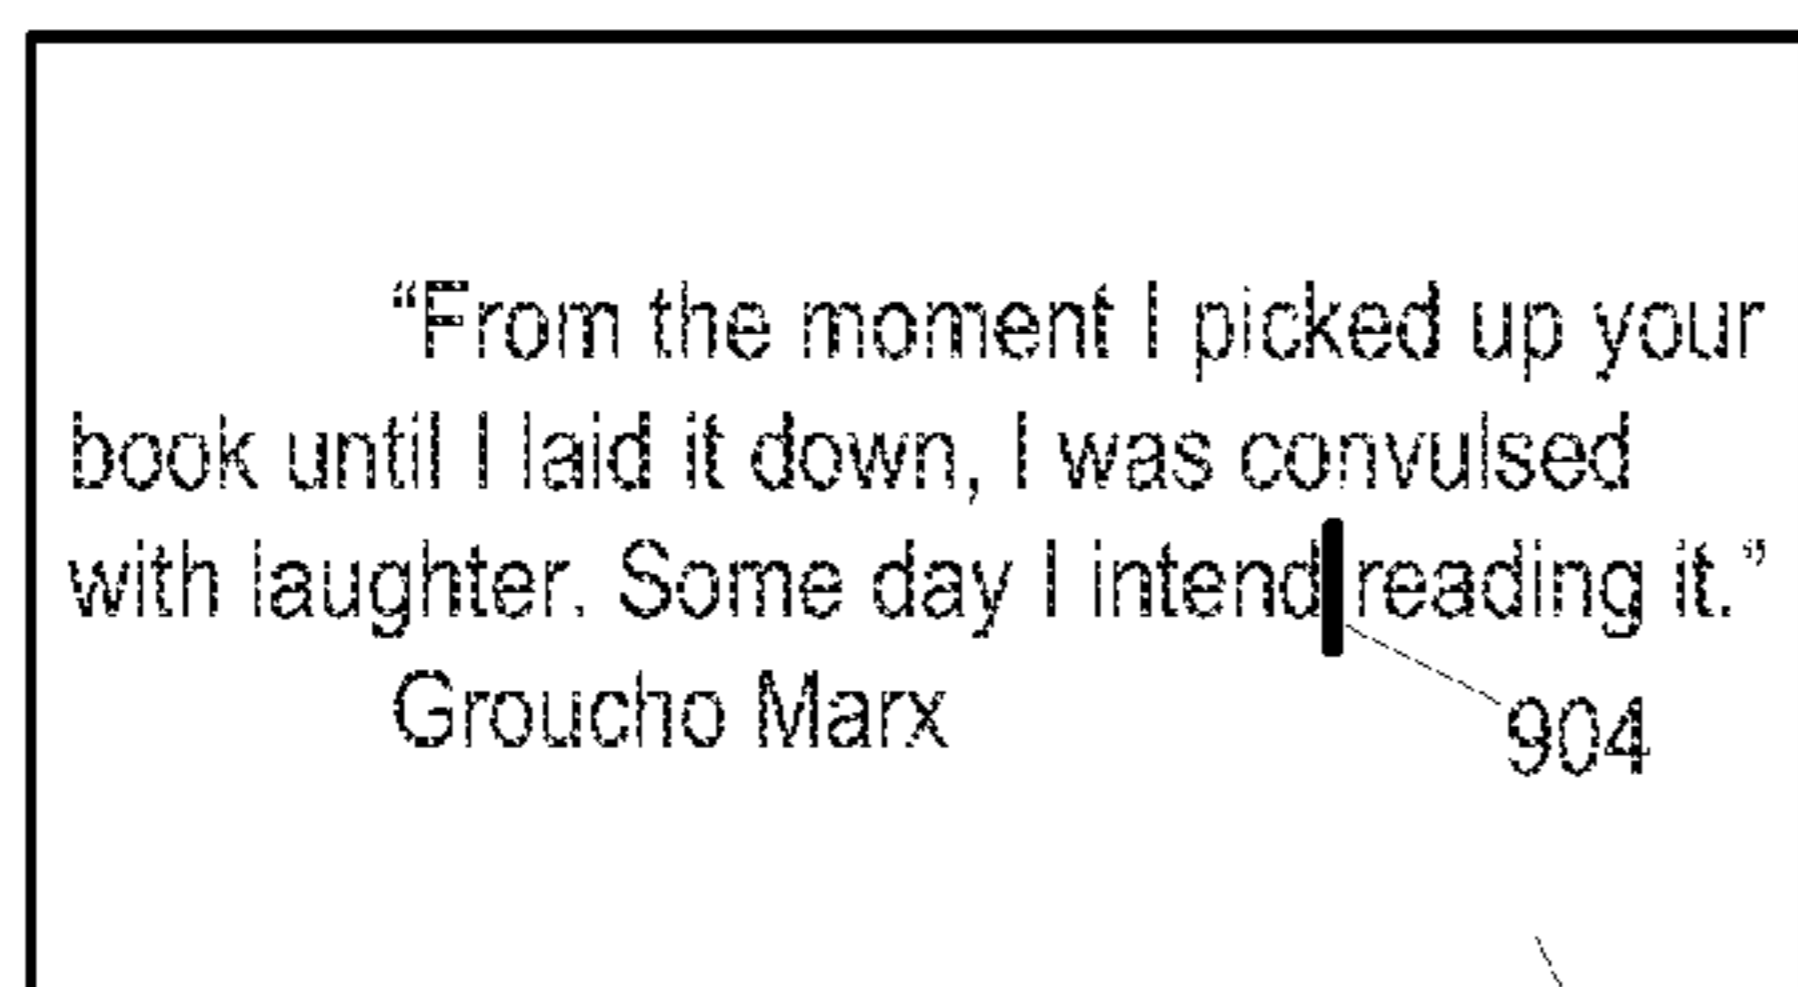 “From the moment I picked up your
book until I laid it down, I was convulsed
with laughter. Some day I intend reading it.”
Groucho Marx
904